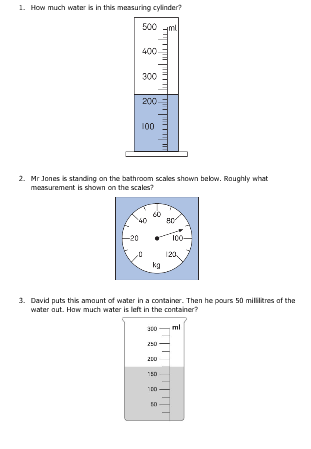 1. How much water is in this measuring cylinder?
500 ml
400
300
200
100
2. Mr Jones is standing on the bathroom scales shown below. Roughly what
measurement is shown on the scales?
60
40 80
20 100
0 120
kg
3. David puts this amount of water in a container. Then he pours 50 millilitres of the
water out. How much water is left in the container?
300 ml
250
200
150
100
50